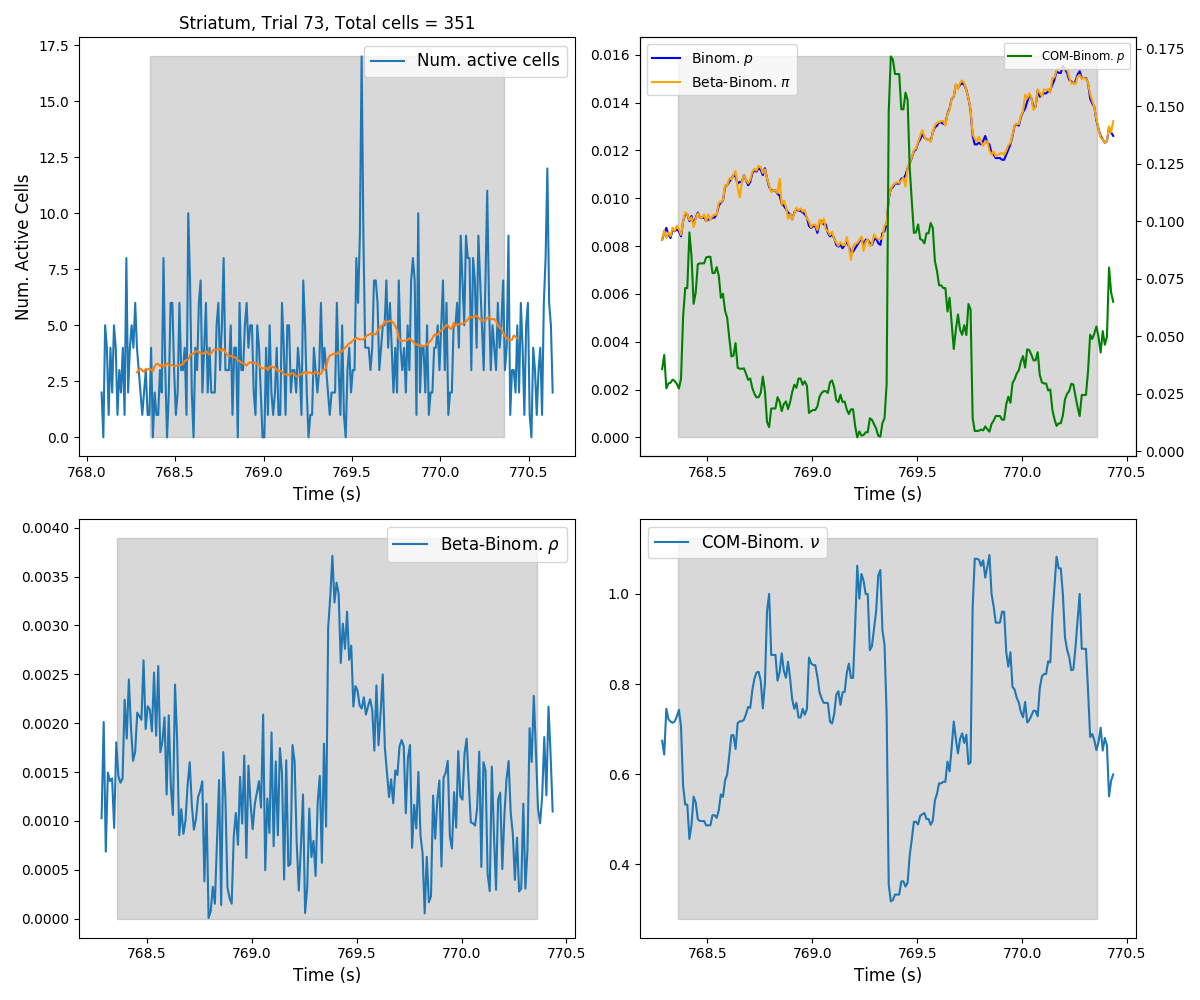 Striatum, Trial 73, Total cells = 351
Num. Active Cells
17.5
15.0
12.5
10.0
7.5
5.0
2.5
0.0
Num. active cells
768.0 768.5 769.0 769.5 770.0 770.5
Time (s)
0.016
0.014
0.012
0.010
0.008
0.006
0.004
0.002
0.000
Binom. p
Beta-Binom. π
COM-Binom. p
0.175
0.150
0.125
0.100
0.075
0.050
0.025
0.000
768.5 769.0 769.5 770.0 770.5
Time (s)
0.0040
0.0035
0.0030
0.0025
0.0020
0.0015
0.0010
0.0005
0.0000
Beta-Binom. ρ
768.5 769.0 769.5 770.0 770.5
Time (s)
1.0
0.8
0.6
0.4
COM-Binom. ν
768.5 769.0 769.5 770.0 770.5
Time (s)